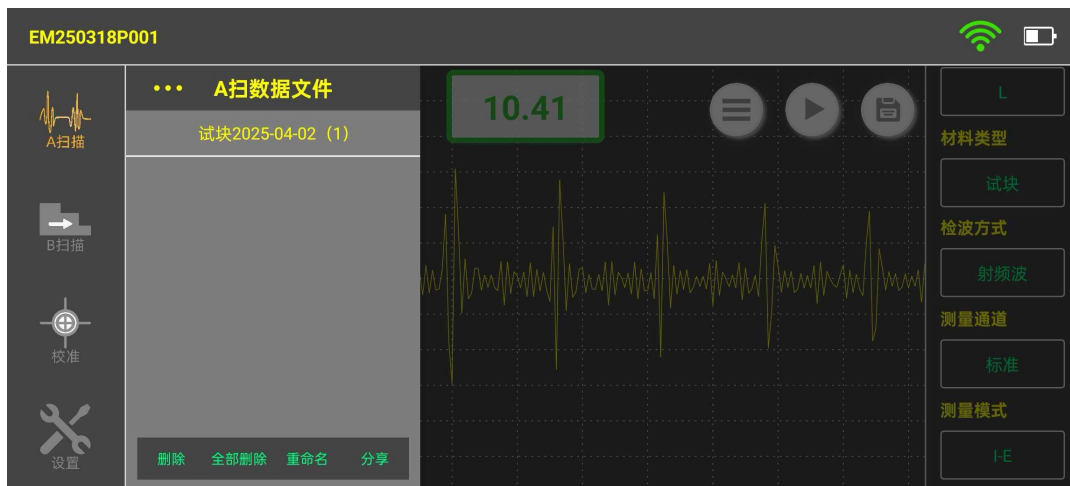 EM250318P001
A扫描
B扫描
校准
设置
••• A扫数据文件
试块2025-04-02（1）
删除 全部删除 重命名 分享
10.41
L
材料类型
试块
检波方式
射频波
测量通道
标准
测量模式
I-E